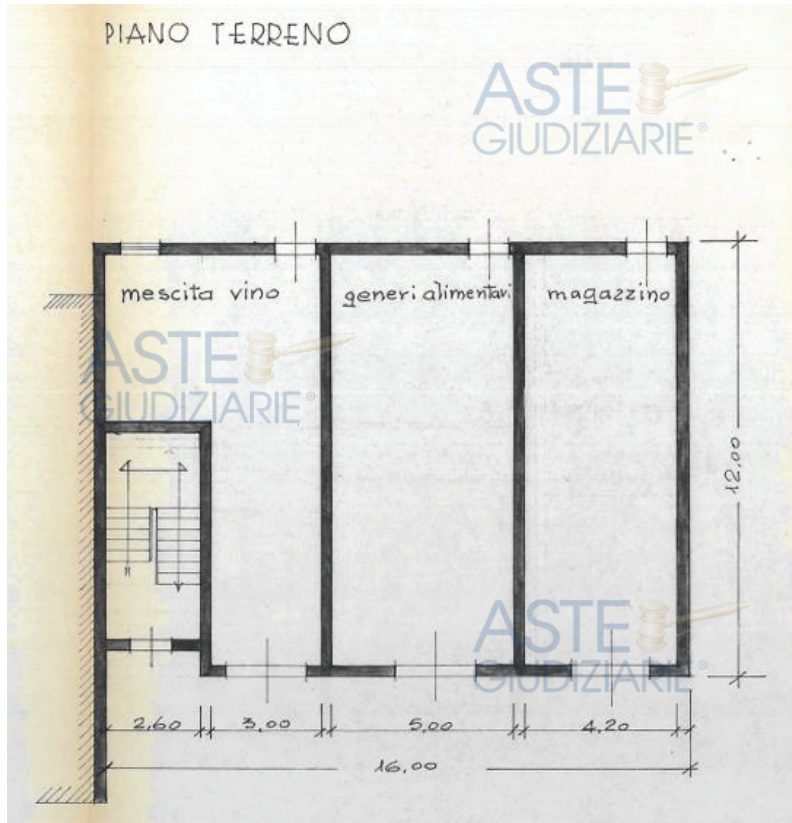 PIANO TERRENO
ASTE
GIUDIZIARIE®
mescita vino
generi alimentari
magazzino
ASTE
GIUDIZIARIE®
12,00
ASTE
GIUDIZIARIE®
2,60
3,00
5,00
4,20
16,00